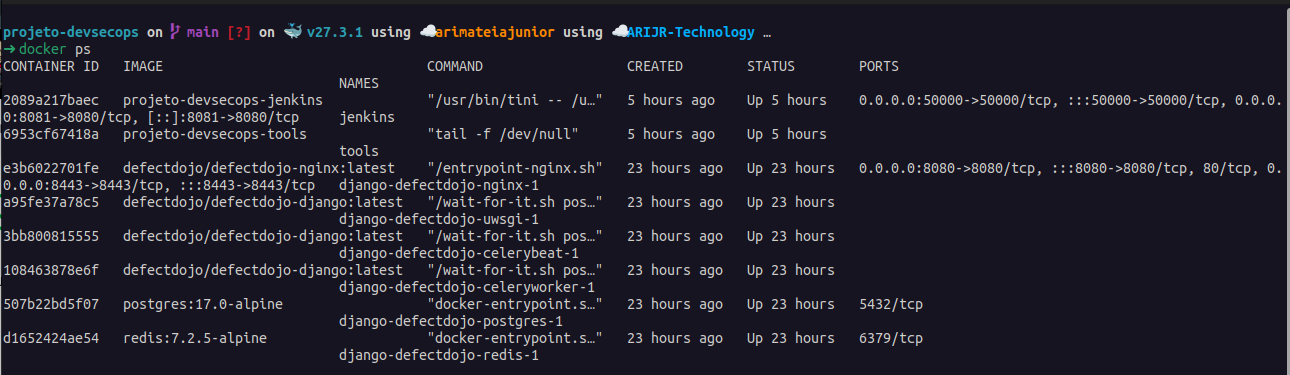 projeto-devsecops on main [?] on v27.3.1 using arimateiajunior using ARIJR-Technology …
➜ docker ps
CONTAINER ID IMAGE COMMAND CREATED STATUS PORTS
NAMES
2089a217baec projeto-devsecops-jenkins "/usr/bin/tini -- /u…" 5 hours ago Up 5 hours 0.0.0.0:50000->50000/tcp, :::50000->50000/tcp, 0.0.0.
0:8081->8080/tcp, [::]:8081->8080/tcp jenkins
6953cf67418a projeto-devsecops-tools "tail -f /dev/null" 5 hours ago Up 5 hours
tools
e3b6022701fe defectdojo/defectdojo-nginx:latest "/entrypoint-nginx.sh" 23 hours ago Up 23 hours 0.0.0.0:8080->8080/tcp, :::8080->8080/tcp, 80/tcp, 0.
0.0.0:8443->8443/tcp, :::8443->8443/tcp django-defectdojo-nginx-1
a95fe37a78c5 defectdojo/defectdojo-django:latest "/wait-for-it.sh pos…" 23 hours ago Up 23 hours
django-defectdojo-uwsgi-1
3bb800815555 defectdojo/defectdojo-django:latest "/wait-for-it.sh pos…" 23 hours ago Up 23 hours
django-defectdojo-celerybeat-1
108463878e6f defectdojo/defectdojo-django:latest "/wait-for-it.sh pos…" 23 hours ago Up 23 hours
django-defectdojo-celeryworker-1
507b22bd5f07 postgres:17.0-alpine "docker-entrypoint.s…" 23 hours ago Up 23 hours 5432/tcp
django-defectdojo-postgres-1
d1652424ae54 redis:7.2.5-alpine "docker-entrypoint.s…" 23 hours ago Up 23 hours 6379/tcp
django-defectdojo-redis-1